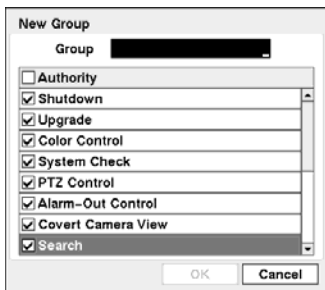 New Group
Group
Authority
Shutdown
Upgrade
Color Control
System Check
PTZ Control
Alarm-Out Control
Covert Camera View
Search
OK Cancel